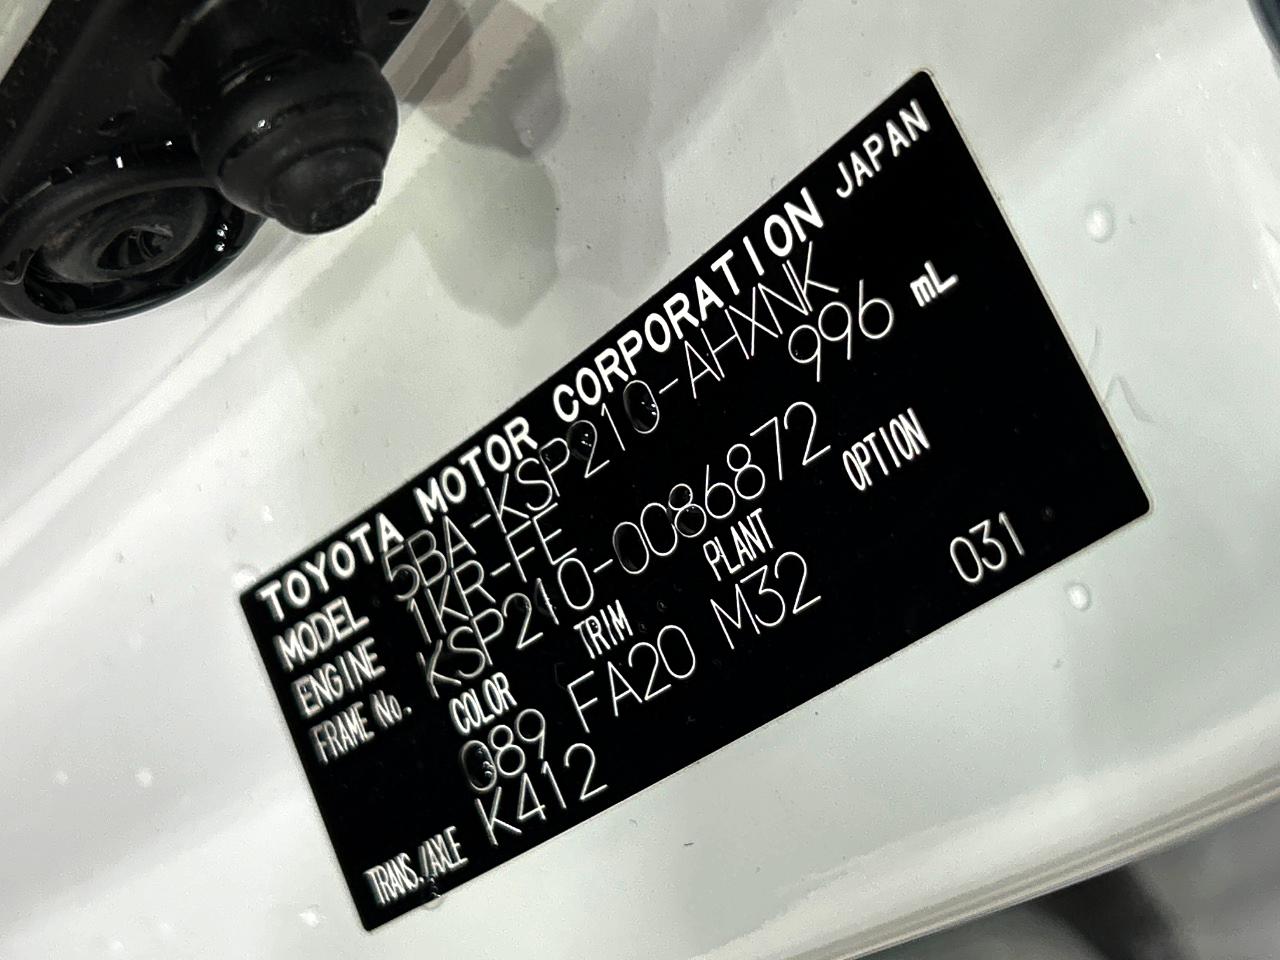 TOYOTA MOTOR CORPORATION JAPAN
MODEL 5BA-KSP210-AHXNK
ENGINE 1KR-FE 996 mL
FRAME No. KSP210-0086872
COLOR TRIM PLANT OPTION
089 FA20 M32 031
TRANS./AXLE K412